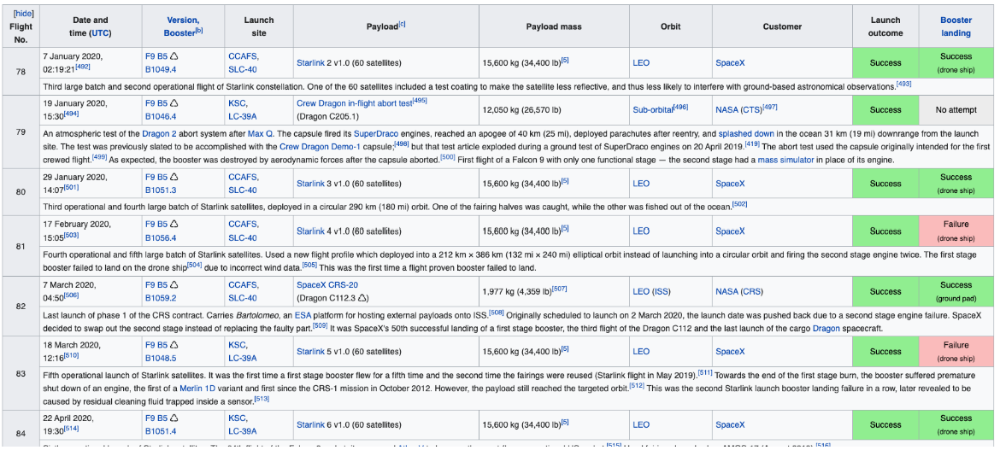 [hide]
Flight
No.
Date and
time (UTC)
Version,
Booster[b]
Launch
site
Payload[c]
Payload mass
Orbit
Customer
Launch
outcome
Booster
landing
78
7 January 2020,
02:19:21[492]
F9 B5 ♺
B1049.4
CCAFS,
SLC-40
Starlink 2 v1.0 (60 satellites)
15,600 kg (34,400 lb)[5]
LEO
SpaceX
Success
Success
(drone ship)
Third large batch and second operational flight of Starlink constellation. One of the 60 satellites included a test coating to make the satellite less reflective, and thus less likely to interfere with ground-based astronomical observations.[493]
79
19 January 2020,
15:30[494]
F9 B5 ♺
B1046.4
KSC,
LC-39A
Crew Dragon in-flight abort test[495]
(Dragon C205.1)
12,050 kg (26,570 lb)
Sub-orbital[496]
NASA (CTS)[497]
Success
No attempt
An atmospheric test of the Dragon 2 abort system after Max Q. The capsule fired its SuperDraco engines, reached an apogee of 40 km (25 mi), deployed parachutes after reentry, and splashed down in the ocean 31 km (19 mi) downrange from the launch
site. The test was previously slated to be accomplished with the Crew Dragon Demo-1 capsule;[498] but that test article exploded during a ground test of SuperDraco engines on 20 April 2019.[419] The abort test used the capsule originally intended for the first
crewed flight.[499] As expected, the booster was destroyed by aerodynamic forces after the capsule aborted.[500] First flight of a Falcon 9 with only one functional stage — the second stage had a mass simulator in place of its engine.
80
29 January 2020,
14:07[501]
F9 B5 ♺
B1051.3
CCAFS,
SLC-40
Starlink 3 v1.0 (60 satellites)
15,600 kg (34,400 lb)[5]
LEO
SpaceX
Success
Success
(drone ship)
Third operational and fourth large batch of Starlink satellites, deployed in a circular 290 km (180 mi) orbit. One of the fairing halves was caught, while the other was fished out of the ocean.[502]
81
17 February 2020,
15:05[503]
F9 B5 ♺
B1056.4
CCAFS,
SLC-40
Starlink 4 v1.0 (60 satellites)
15,600 kg (34,400 lb)[5]
LEO
SpaceX
Success
Failure
(drone ship)
Fourth operational and fifth large batch of Starlink satellites. Used a new flight profile which deployed into a 212 km × 386 km (132 mi × 240 mi) elliptical orbit instead of launching into a circular orbit and firing the second stage engine twice. The first stage
booster failed to land on the drone ship[504] due to incorrect wind data.[505] This was the first time a flight proven booster failed to land.
82
7 March 2020,
04:50[506]
F9 B5 ♺
B1059.2
CCAFS,
SLC-40
SpaceX CRS-20
(Dragon C112.3 ♺)
1,977 kg (4,359 lb)[507]
LEO (ISS)
NASA (CRS)
Success
Success
(ground pad)
Last launch of phase 1 of the CRS contract. Carries Bartolomeo, an ESA platform for hosting external payloads onto ISS.[508] Originally scheduled to launch on 2 March 2020, the launch date was pushed back due to a second stage engine failure. SpaceX
decided to swap out the second stage instead of replacing the faulty part.[509] It was SpaceX's 50th successful landing of a first stage booster, the third flight of the Dragon C112 and the last launch of the cargo Dragon spacecraft.
83
18 March 2020,
12:16[510]
F9 B5 ♺
B1048.5
KSC,
LC-39A
Starlink 5 v1.0 (60 satellites)
15,600 kg (34,400 lb)[5]
LEO
SpaceX
Success
Failure
(drone ship)
Fifth operational launch of Starlink satellites. It was the first time a first stage booster flew for a fifth time and the second time the fairings were reused (Starlink flight in May 2019).[511] Towards the end of the first stage burn, the booster suffered premature
shut down of an engine, the first of a Merlin 1D variant and first since the CRS-1 mission in October 2012. However, the payload still reached the targeted orbit.[512] This was the second Starlink launch booster landing failure in a row, later revealed to be
caused by residual cleaning fluid trapped inside a sensor.[513]
84
22 April 2020,
19:30[514]
F9 B5 ♺
B1051.4
KSC,
LC-39A
Starlink 6 v1.0 (60 satellites)
15,600 kg (34,400 lb)[5]
LEO
SpaceX
Success
Success
(drone ship)